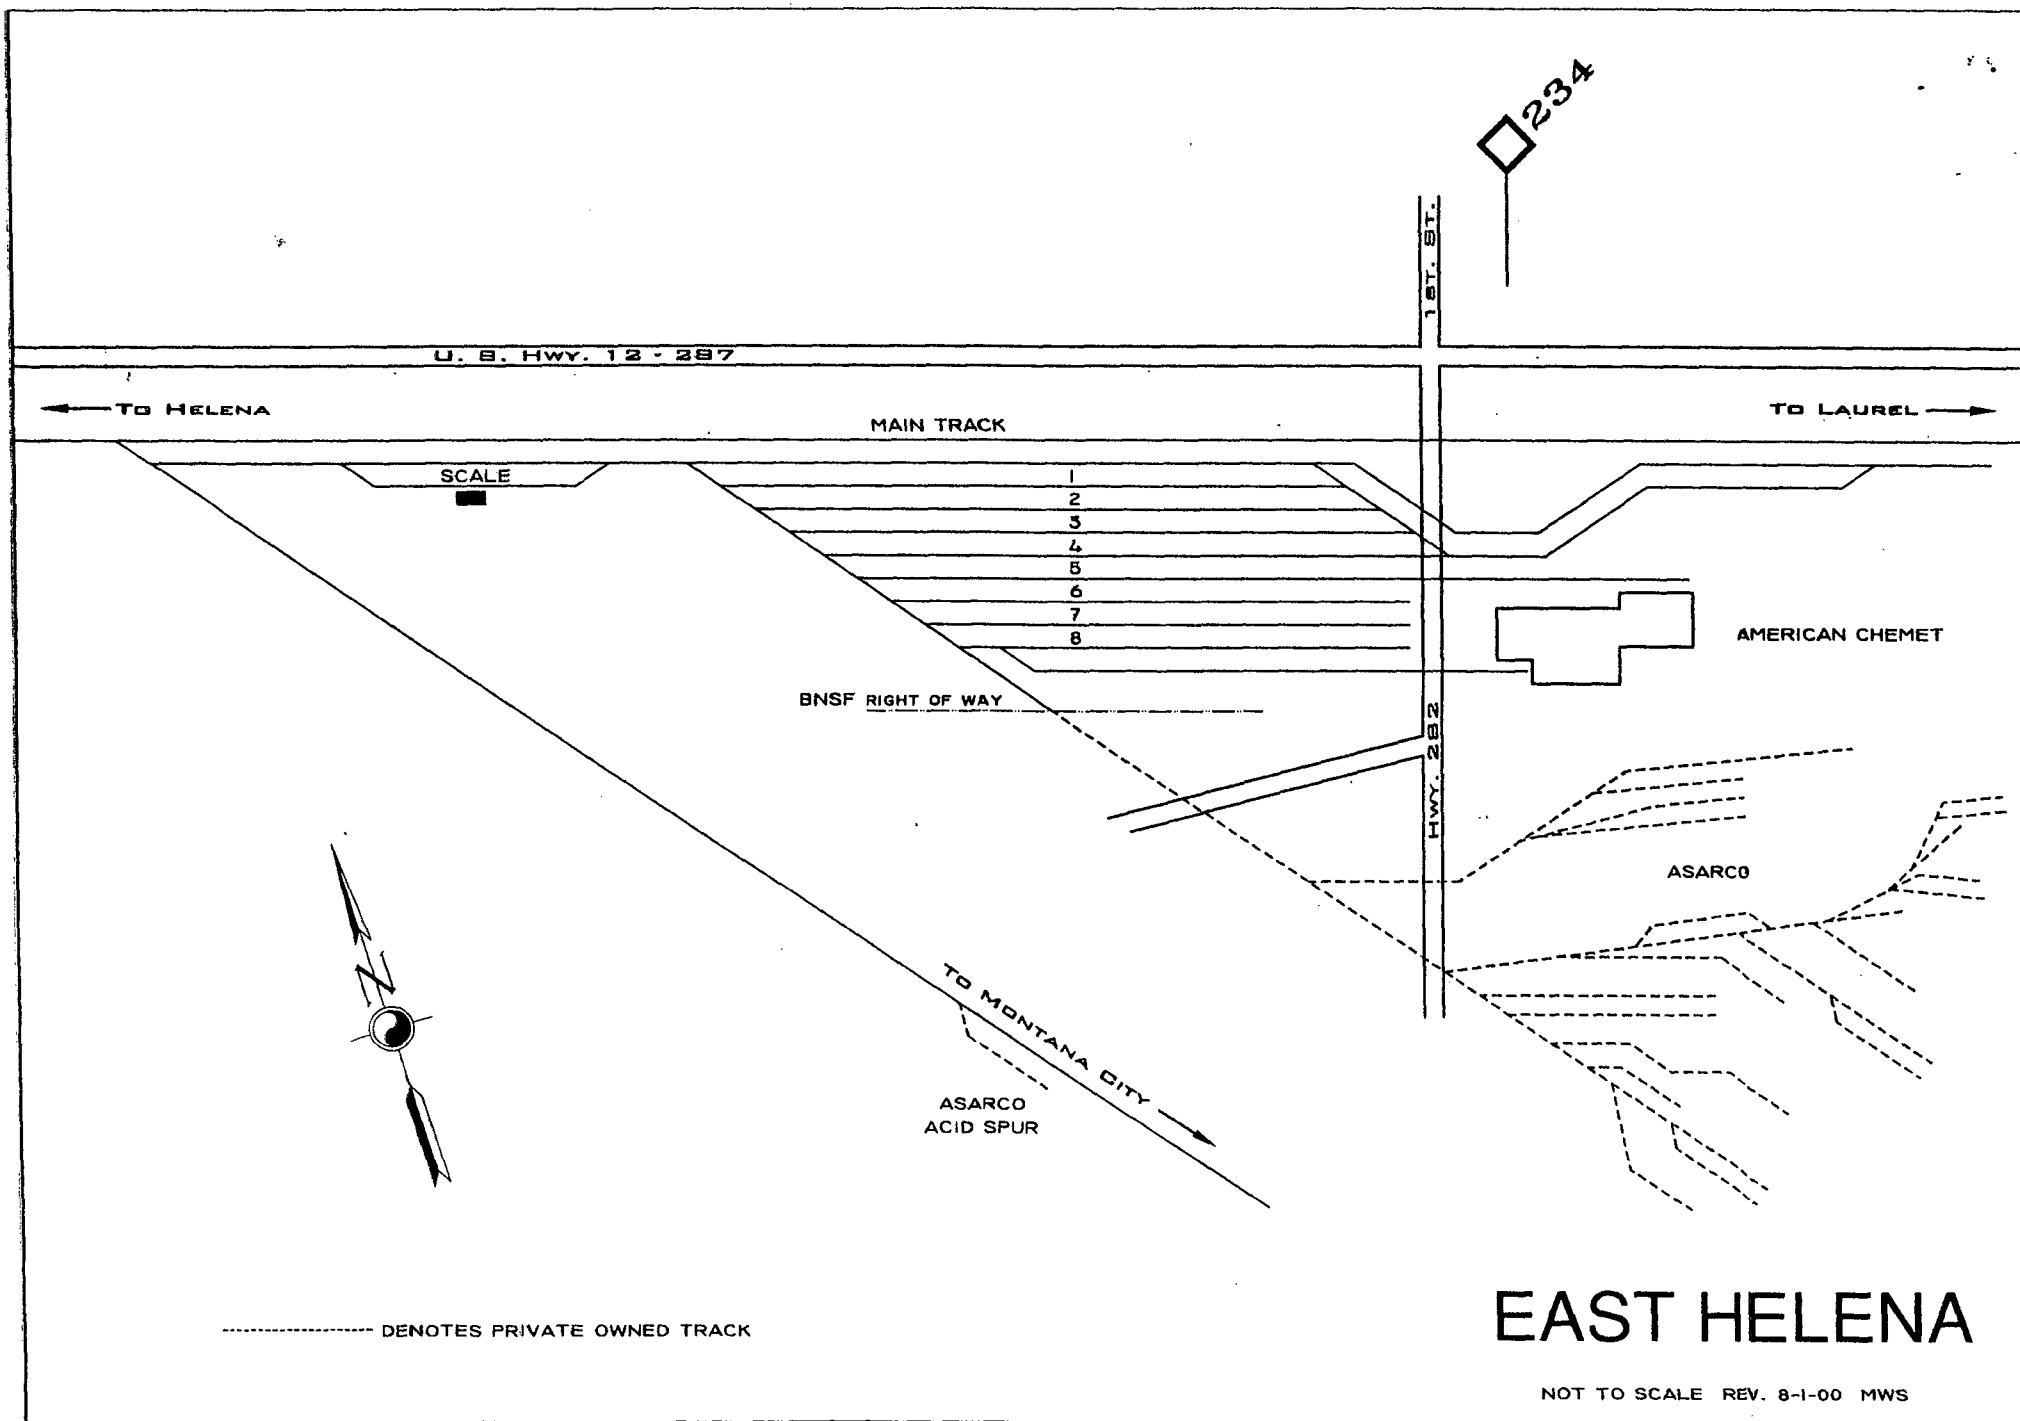 234
1ST. ST.
U. S. HWY. 12 - 287
TO HELENA
TO LAUREL
MAIN TRACK
SCALE
1
2
3
4
5
6
7
8
AMERICAN CHEMET
BNSF RIGHT OF WAY
HWY. 282
ASARCO
N
TO MONTANA CITY
ASARCO
ACID SPUR
DENOTES PRIVATE OWNED TRACK
EAST HELENA
NOT TO SCALE REV. 8-1-00 MWS